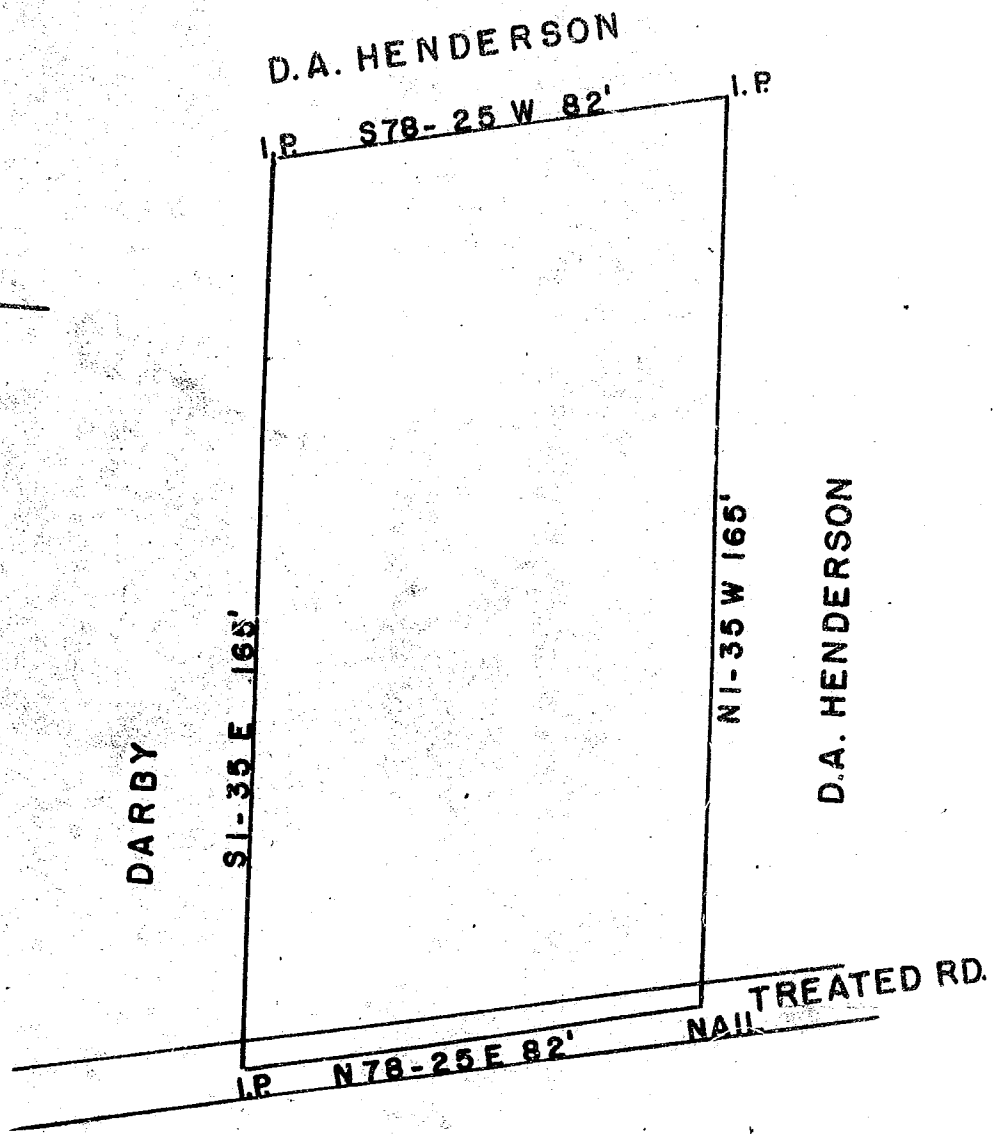 D.A. HENDERSON
I.P.
S78-25 W 82'
I.P.
N1-35 W 165'
D.A. HENDERSON
S1-35 E 165'
DARBY
TREATED RD.
NAIL
N78-25 E 82'
I.P.